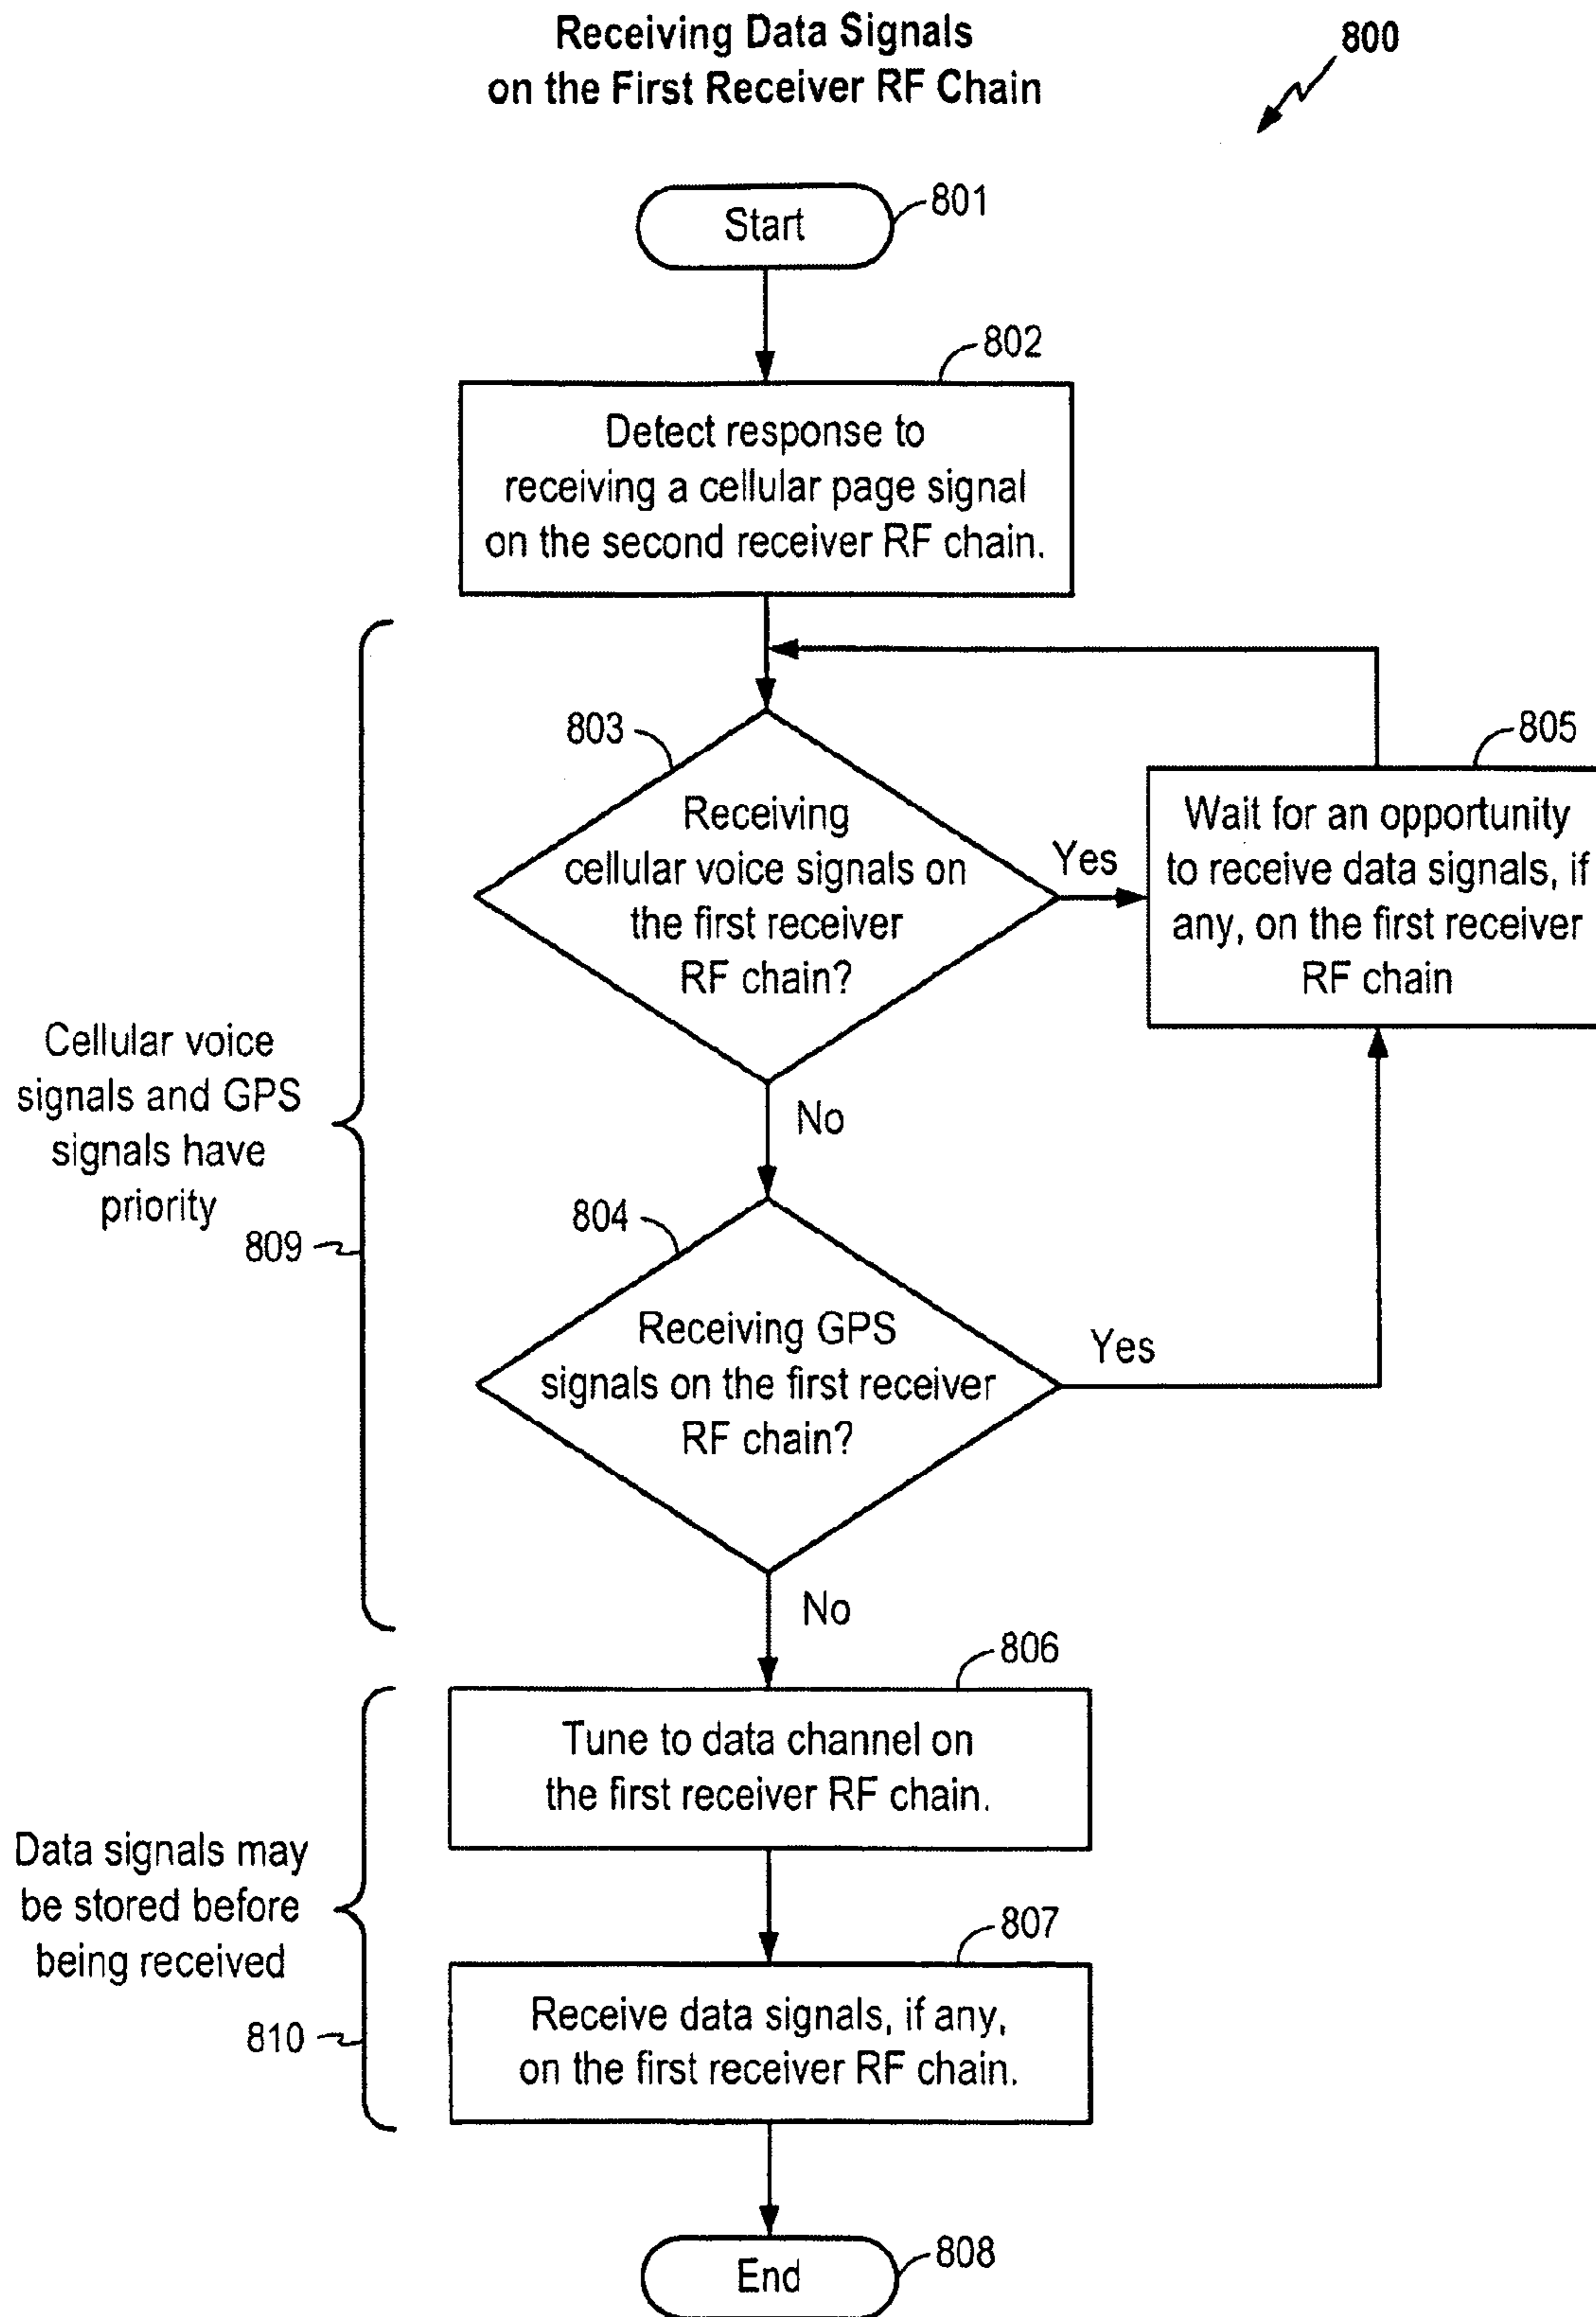 Receiving Data Signals
on the First Receiver RF Chain
800
Start
801
802
Detect response to
receiving a cellular page signal
on the second receiver RF chain.
803
Receiving
cellular voice signals on
the first receiver
RF chain?
Yes
805
Wait for an opportunity
to receive data signals, if
any, on the first receiver
RF chain
No
Cellular voice
signals and GPS
signals have
priority
809
804
Receiving GPS
signals on the first receiver
RF chain?
Yes
No
806
Tune to data channel on
the first receiver RF chain.
Data signals may
be stored before
being received
810
807
Receive data signals, if any,
on the first receiver RF chain.
End
808